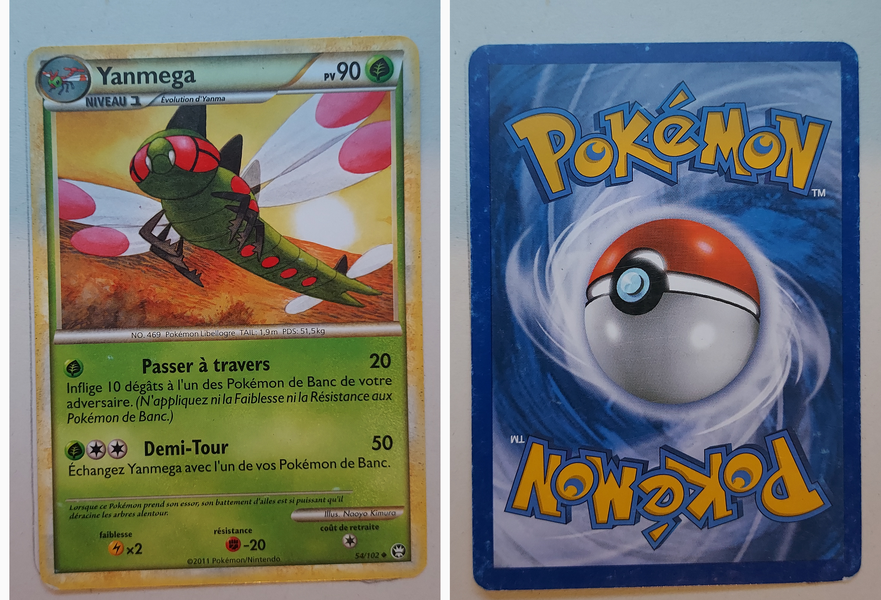 Yanmega
PV 90
NIVEAU 1
Évolution d'Yanma
NO. 469 Pokémon Libellogre TAIL: 1,9m PDS: 51,5kg
Passer à travers 20
Inflige 10 dégâts à l'un des Pokémon de Banc de votre
adversaire. (N'appliquez ni la Faiblesse ni la Résistance aux
Pokémon de Banc.)
Demi-Tour 50
Échangez Yanmega avec l'un de vos Pokémon de Banc.
Lorsque ce Pokémon prend son essor, son battement d'ailes est si puissant qu'il
déracine les arbres alentour.
Illus. Naoyo Kimura
faiblesse résistance coût de retraite
×2 -20
©2011 Pokémon/Nintendo. 54/102
POKéMON
TM
TM
POKéMON